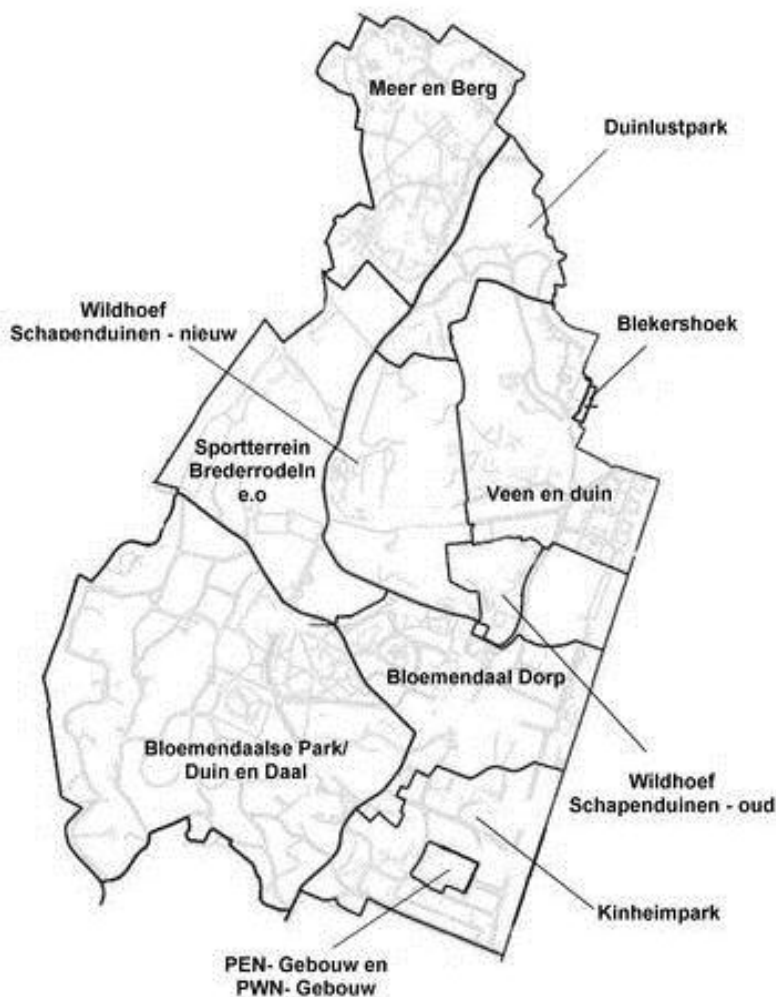 Meer en Berg
Duinlustpark
Wildhoef
Schapenduinen - nieuw
Blekershoek
Sportterrein
Brederrodeln
e.o
Veen en duin
Bloemendaal Dorp
Bloemendaalse Park/
Duin en Daal
Wildhoef
Schapenduinen - oud
Kinheimpark
PEN- Gebouw en
PWN- Gebouw